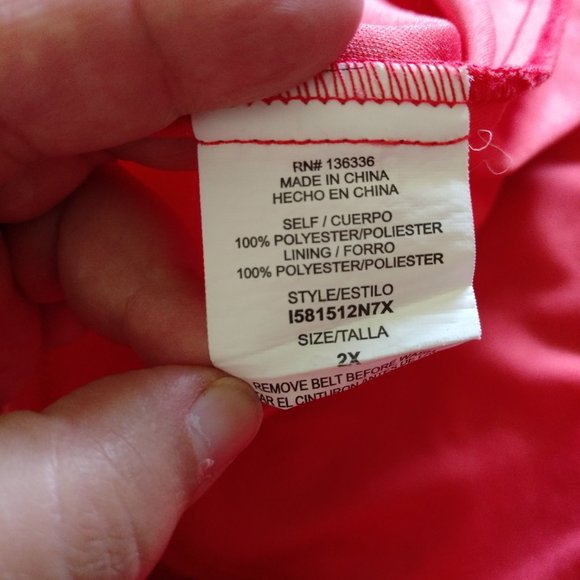 RN# 136336
MADE IN CHINA
HECHO EN CHINA
SELF / CUERPO
100% POLYESTER/POLIESTER
LINING / FORRO
100% POLYESTER/POLIESTER
STYLE/ESTILO
I581512N7X
SIZE/TALLA
2X
REMOVE BELT BEFORE
EL CINTURON ANTES